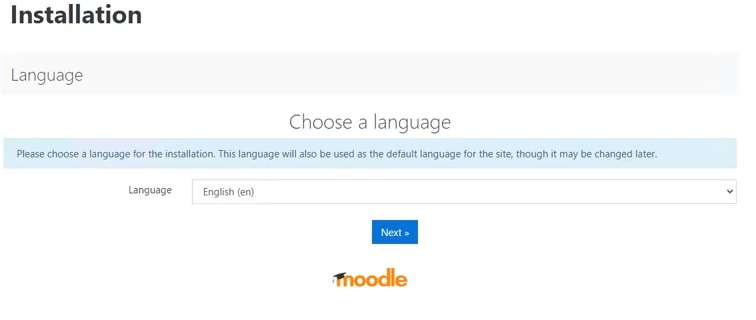 Installation
Language
Choose a language
Please choose a language for the installation. This language will also be used as the default language for the site, though it may be changed later.
Language English (en)
Next »
moodle